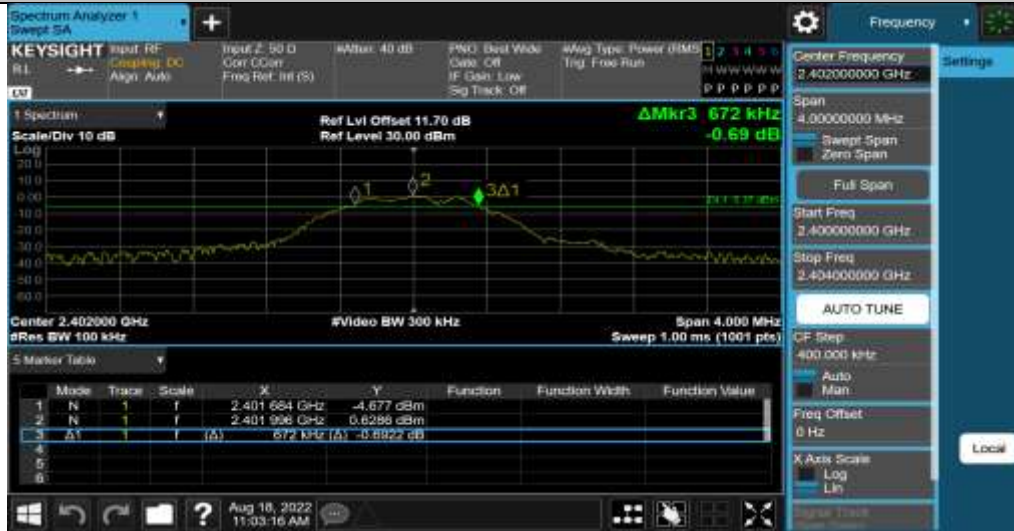 Spectrum Analyzer 1
Swept SA
Frequency
KEYSIGHT
RL
Input: RF
Coupling: DC
Align: Auto
Input Z: 50 Ω
Corr CCorr
Freq Ref: Int (S)
#Atten: 40 dB
PNO: Best Wide
Gate: Off
IF Gain: Low
Sig Track: Off
#Avg Type: Power (RMS
Trig: Free Run
1 2 3 4 5 6
M W W W W W
P P P P P P
1 Spectrum
Scale/Div 10 dB
Log
Ref Lvl Offset 11.70 dB
Ref Level 30.00 dBm
ΔMkr3 672 kHz
-0.69 dB
20.0
10.0
0.00
-10.0
-30.0
-40.0
-50.0
-60.0
1
2
3Δ1
Center 2.402000 GHz
#Res BW 100 kHz
#Video BW 300 kHz
Span 4.000 MHz
Sweep 1.00 ms (1001 pts)
5 Marker Table
Mode Trace Scale X Y Function Function Width Function Value
1 N 1 f 2.401 684 GHz -4.677 dBm
2 N 1 f 2.401 996 GHz 0.6286 dBm
3 Δ1 1 f (Δ) 672 kHz (Δ) -0.6922 dB
4
5
6
Aug 18, 2022
11:03:16 AM
Center Frequency
2.402000000 GHz
Settings
Span
4.00000000 MHz
Swept Span
Zero Span
Full Span
Start Freq
2.400000000 GHz
Stop Freq
2.404000000 GHz
AUTO TUNE
CF Step
400.000 kHz
Auto
Man
Freq Offset
0 Hz
X Axis Scale
Log
Lin
Local